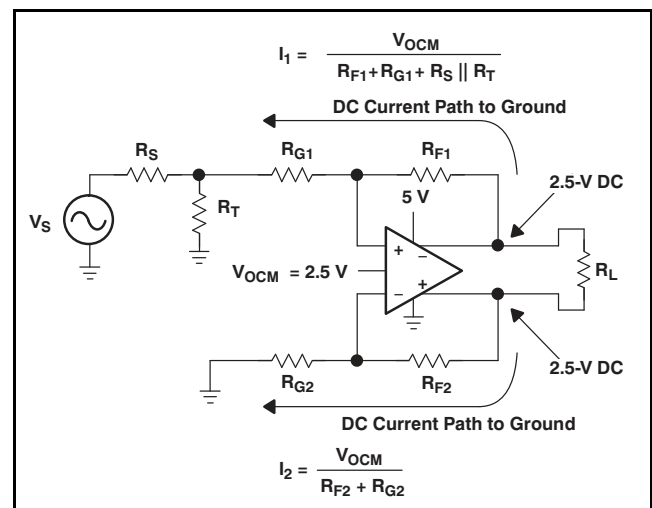 I1 = VOCM / (RF1+RG1+ RS || RT)
DC Current Path to Ground
RS
RG1
RF1
2.5-V DC
5 V
RT
VS
+
−
VOCM = 2.5 V
RL
−
+
RG2
RF2
2.5-V DC
DC Current Path to Ground
I2 = VOCM / (RF2 + RG2)